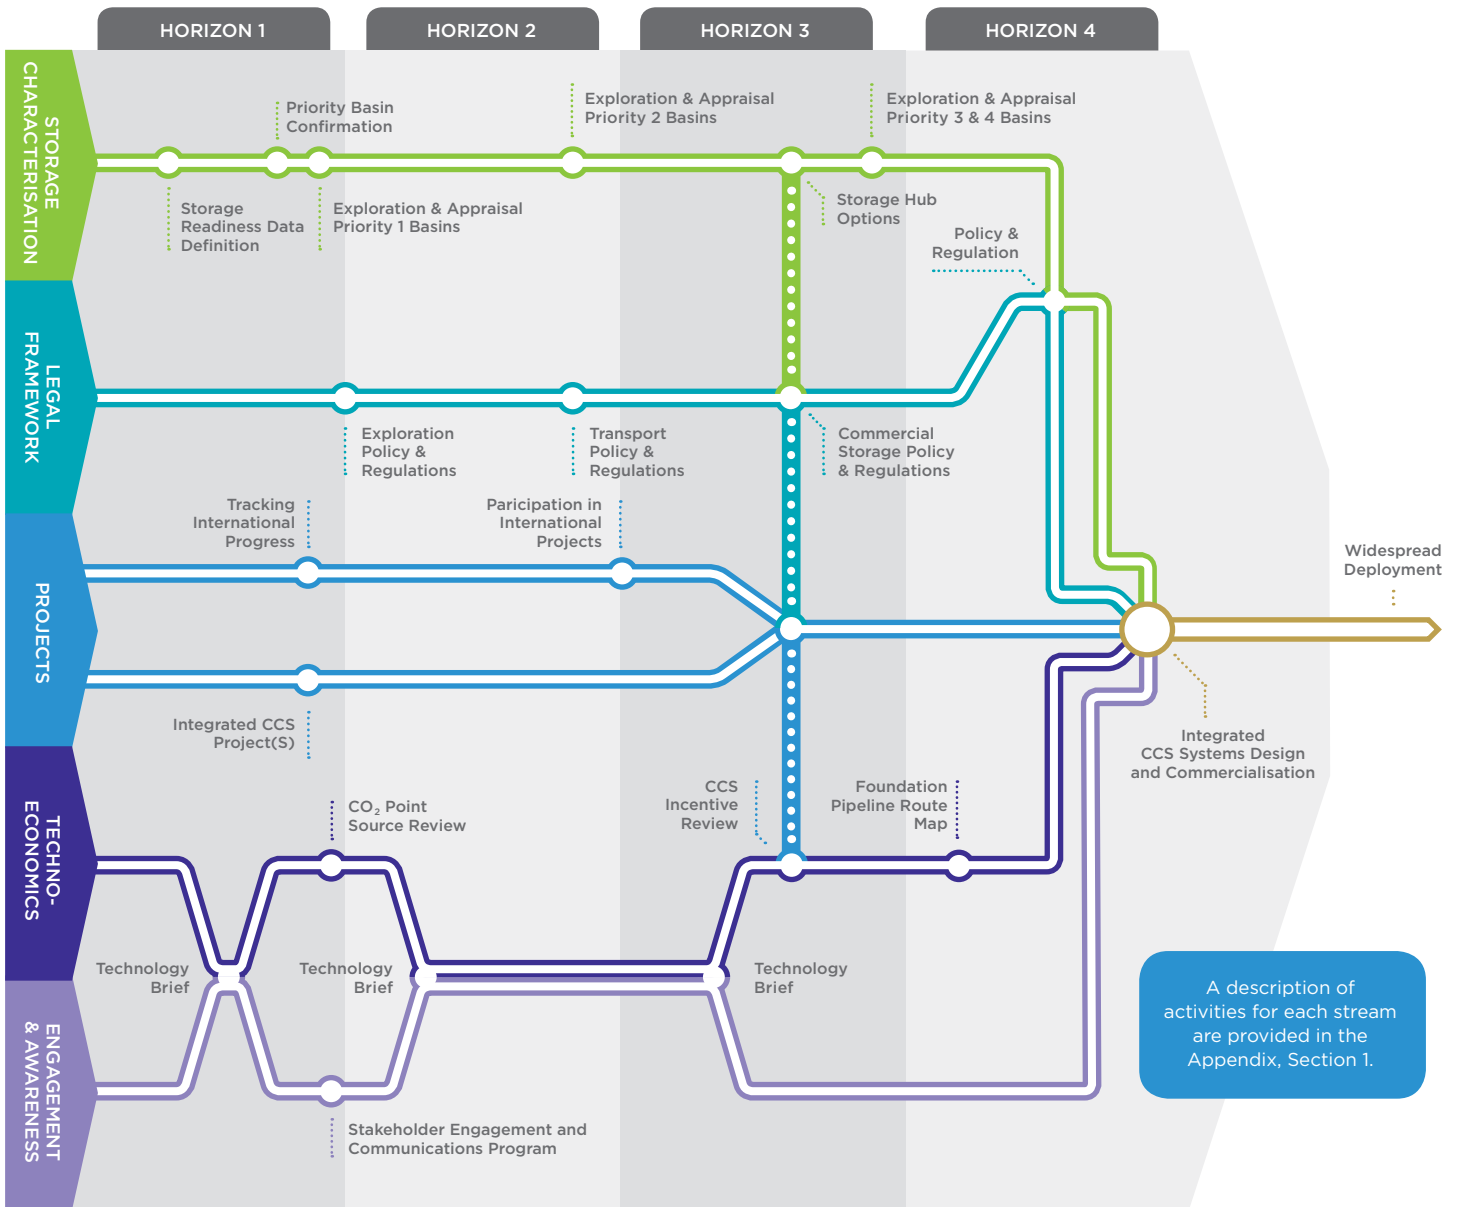 HORIZON 1
HORIZON 2
HORIZON 3
HORIZON 4
STORAGE
CHARACTERISATION
Priority Basin
Confirmation
Exploration & Appraisal
Priority 2 Basins
Exploration & Appraisal
Priority 3 & 4 Basins
Storage
Readiness Data
Definition
Exploration & Appraisal
Priority 1 Basins
Storage Hub
Options
Policy &
Regulation
LEGAL
FRAMEWORK
Exploration
Policy &
Regulations
Transport
Policy &
Regulations
Commercial
Storage Policy
& Regulations
PROJECTS
Tracking
International
Progress
Paricipation in
International
Projects
Widespread
Deployment
Integrated CCS
Project(S)
Integrated
CCS Systems Design
and Commercialisation
TECHNO-
ECONOMICS
CO₂ Point
Source Review
CCS
Incentive
Review
Foundation
Pipeline Route
Map
Technology
Brief
Technology
Brief
Technology
Brief
ENGAGEMENT
& AWARENESS
Stakeholder Engagement and
Communications Program
A description of
activities for each stream
are provided in the
Appendix, Section 1.